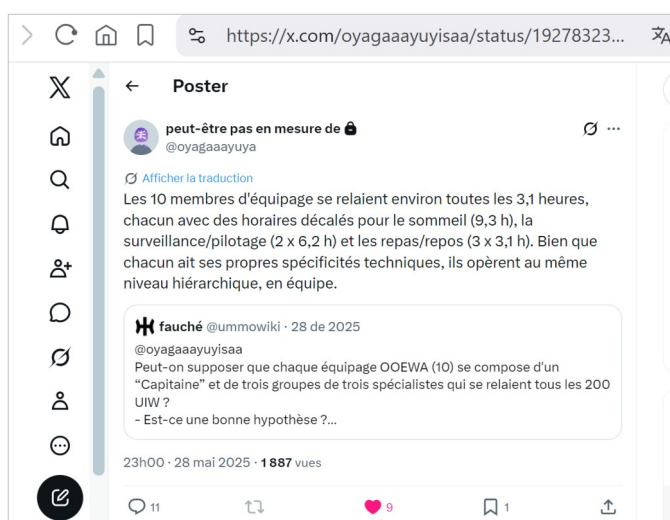 https://x.com/oyagaaayuyisaa/status/19278323...
Poster
peut-être pas en mesure de
@oyagaaayuya
Afficher la traduction
Les 10 membres d'équipage se relaient environ toutes les 3,1 heures,
chacun avec des horaires décalés pour le sommeil (9,3 h), la
surveillance/pilotage (2 x 6,2 h) et les repas/repos (3 x 3,1 h). Bien que
chacun ait ses propres spécificités techniques, ils opèrent au même
niveau hiérarchique, en équipe.
fauché @ummowiki · 28 de 2025
@oyagaaayuyisaa
Peut-on supposer que chaque équipage OOEWA (10) se compose d'un
“Capitaine” et de trois groupes de trois spécialistes qui se relaient tous les 200
UIW ?
- Est-ce une bonne hypothèse ?...
23h00 · 28 mai 2025 · 1 887 vues
11
9
1